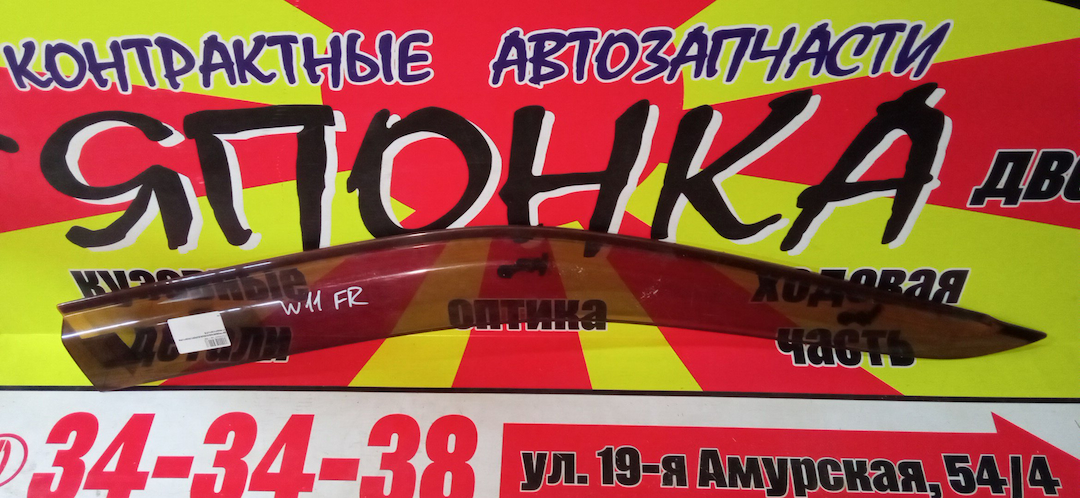 КОНТРАКТНЫЕ АВТОЗАПЧАСТИ
ЯПОНКА
кузовные
детали
оптика
ходовая
часть
W11 FR
34-34-38
ул. 19-я Амурская, 54/4